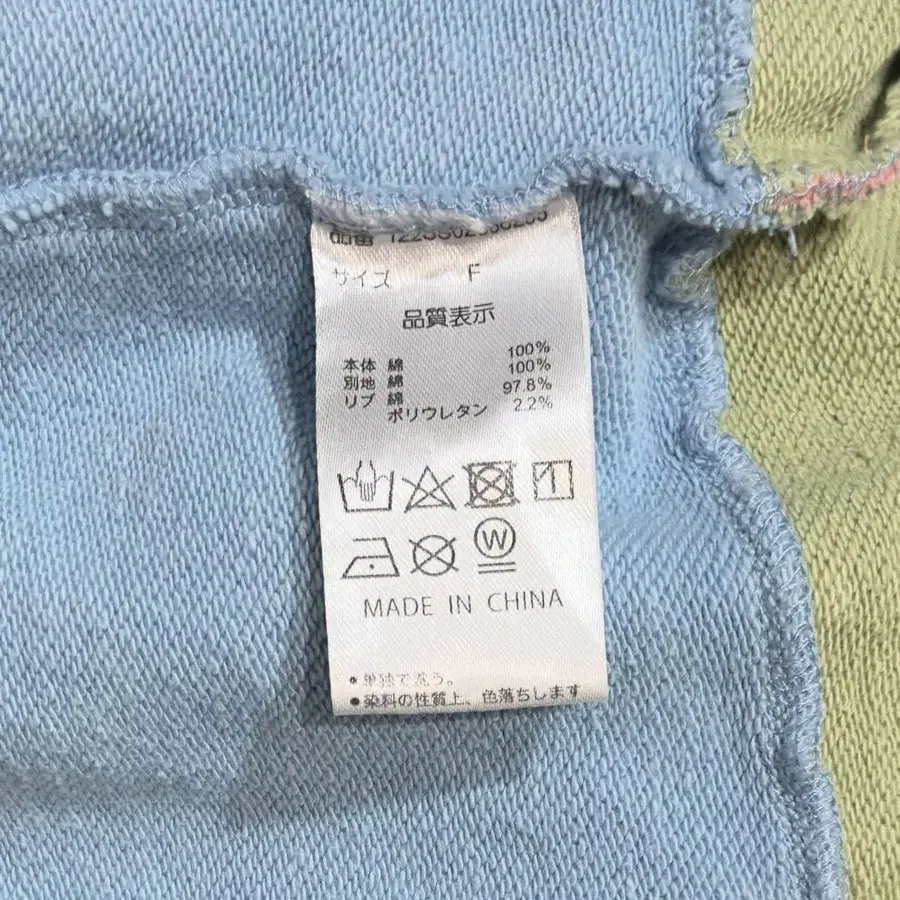 品番
サイズ F
品質表示
本体 綿 100%
別地 綿 100%
リブ 綿 97.8%
ポリウレタン 2.2%
W
MADE IN CHINA
●単独で洗う。
●染料の性質上、色落ちします